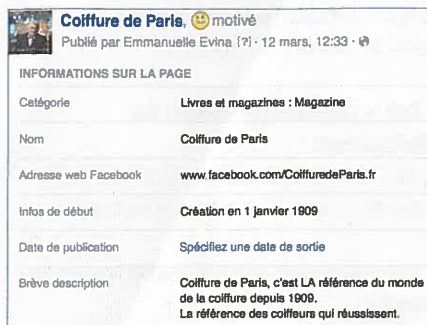 Coiffure de Paris, motivé
Publié par Emmanuelle Evina [?] · 12 mars, 12:33 ·
INFORMATIONS SUR LA PAGE
Catégorie Livres et magazines : Magazine
Nom Coiffure de Paris
Adresse web Facebook www.facebook.com/CoiffuredeParis.fr
Infos de début Création en 1 janvier 1909
Date de publication Spécifiez une date de sortie
Brève description Coiffure de Paris, c'est LA référence du monde
de la coiffure depuis 1909.
La référence des coiffeurs qui réussissent.